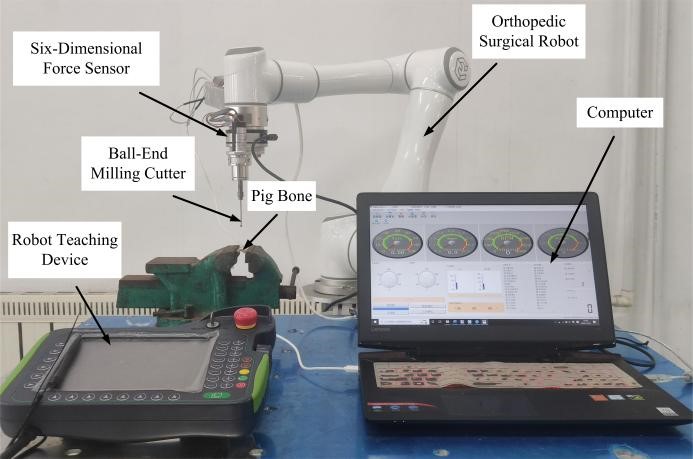 Six-Dimensional
Force Sensor
Orthopedic
Surgical Robot
Computer
Ball-End
Milling Cutter
Pig Bone
Robot Teaching
Device